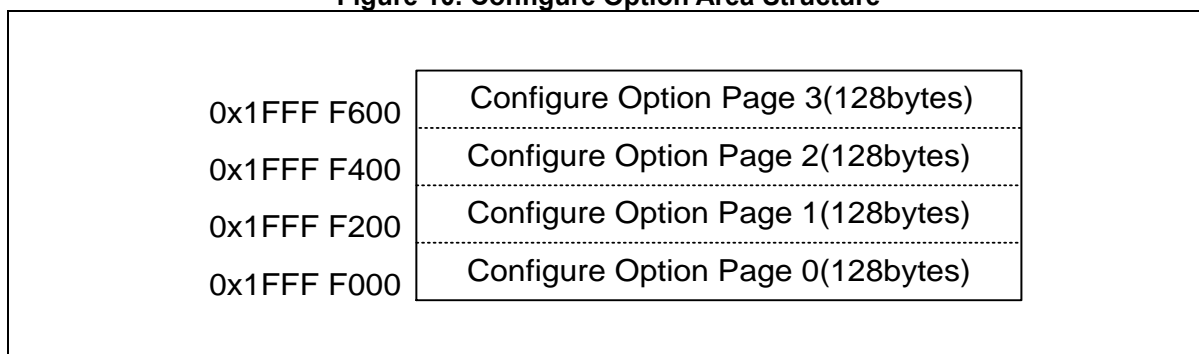 Figure 10. Configure Option Area Structure
Configure Option Page 3(128bytes)
0x1FFF F600
Configure Option Page 2(128bytes)
0x1FFF F400
Configure Option Page 1(128bytes)
0x1FFF F200
Configure Option Page 0(128bytes)
0x1FFF F000